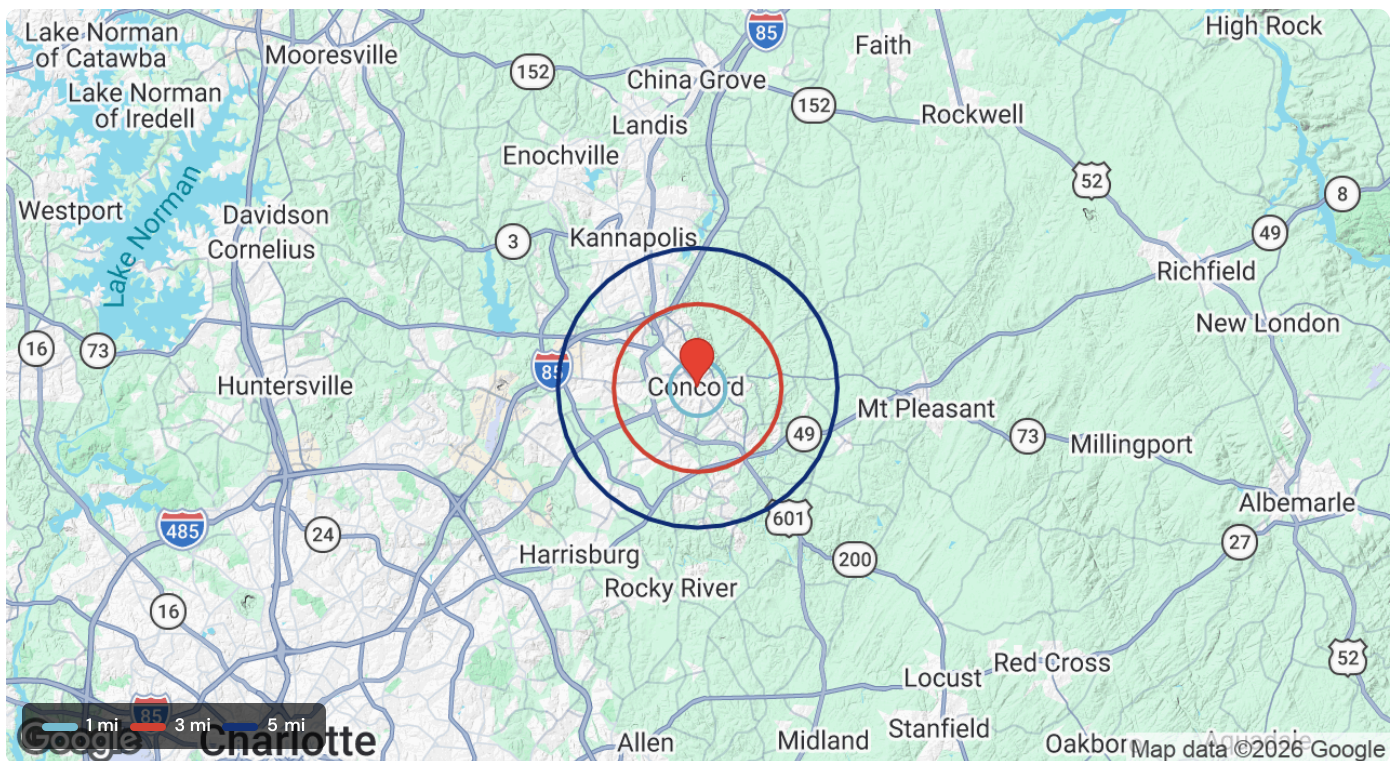 Lake Norman
of Catawba
Mooresville
85
Faith
High Rock
152
China Grove
Lake Norman
of Iredell
152
Rockwell
Landis
Enochville
52
8
Westport
Davidson
Lake Norman
Cornelius
3
Kannapolis
49
Richfield
New London
16
73
85
Huntersville
Concord
Mt Pleasant
49
73
Millingport
Albemarle
485
24
601
27
Harrisburg
200
Rocky River
16
52
Red Cross
Locust
85
1 mi
3 mi
5 mi
Google
Charlotte
Stanfield
Allen
Midland
Oakboro
Aquadale
Map data ©2026 Google